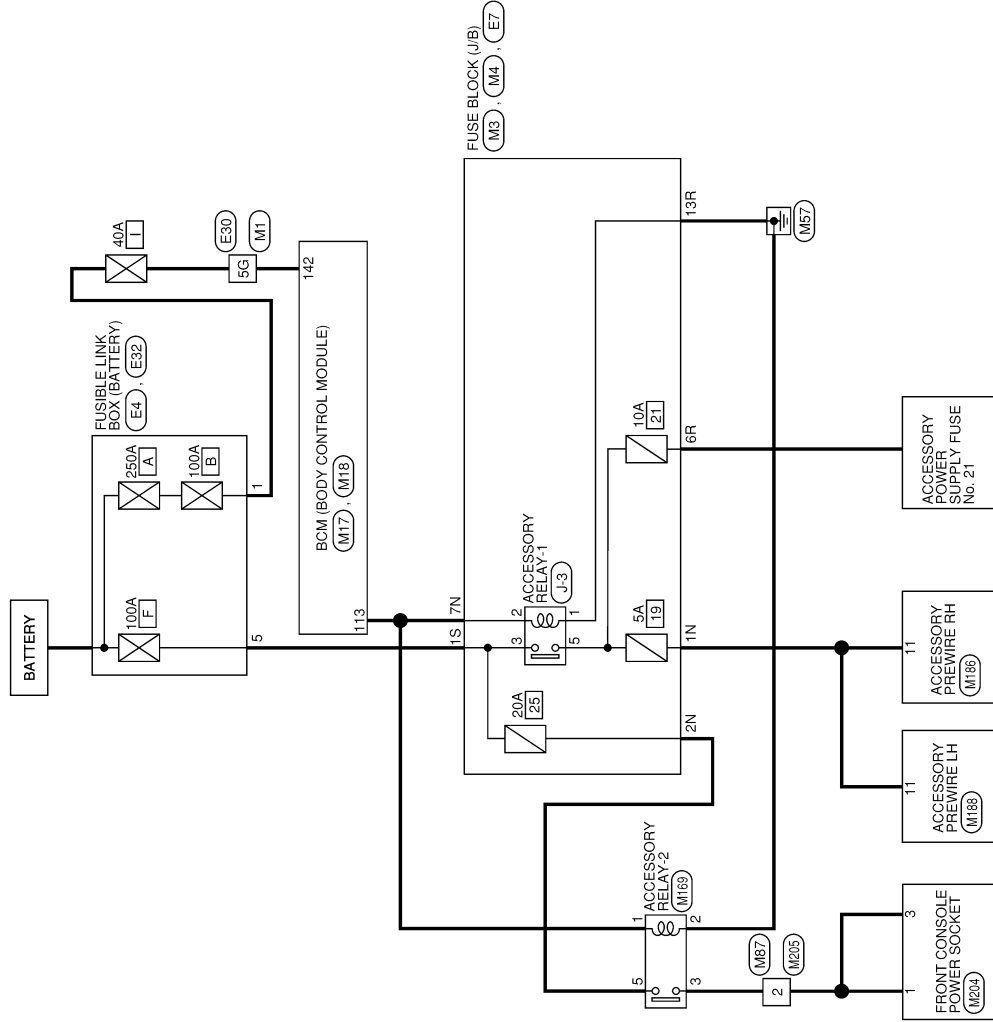 BATTERY
FUSIBLE LINK
BOX (BATTERY)
E4 , E32
100A
F
250A
A
100A
B
5
1
40A
I
5G
E30
M1
142
BCM (BODY CONTROL MODULE)
M17 , M18
113
FUSE BLOCK (J/B)
M3 , M4 , E7
1S
7N
20A
25
3
2
5
1
ACCESSORY
RELAY-1
J-3
5A
19
10A
21
2N
1N
6R
13R
M57
ACCESSORY
RELAY-2
M169
5
1
3
2
2
M87
M205
1
3
FRONT CONSOLE
POWER SOCKET
M204
11
ACCESSORY
PREWIRE LH
M188
11
ACCESSORY
PREWIRE RH
M186
ACCESSORY
POWER
SUPPLY FUSE
No. 21